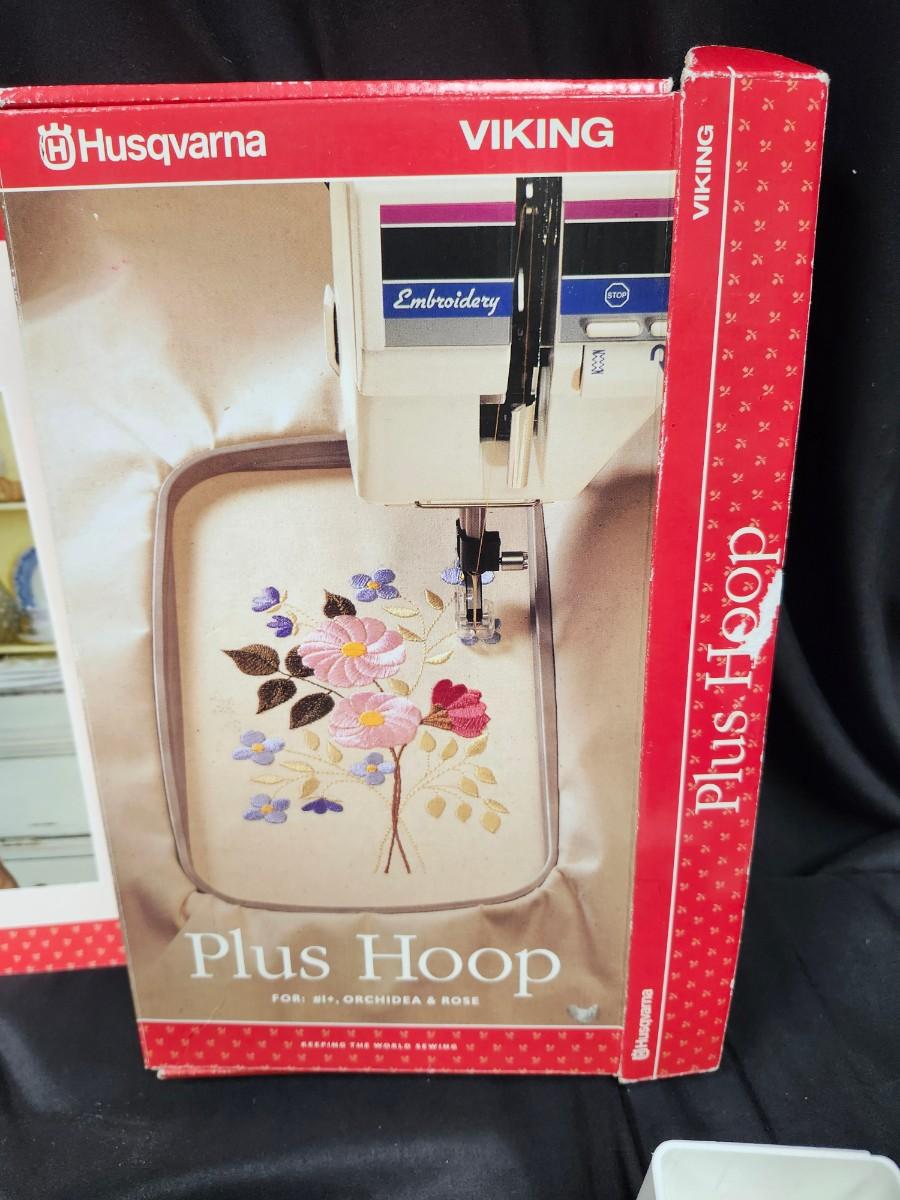 Husqvarna VIKING
Embroidery STOP
Plus Hoop
FOR: #1+, ORCHIDEA & ROSE
KEEPING THE WORLD SEWING
VIKING
Plus Hoop
Husqvarna